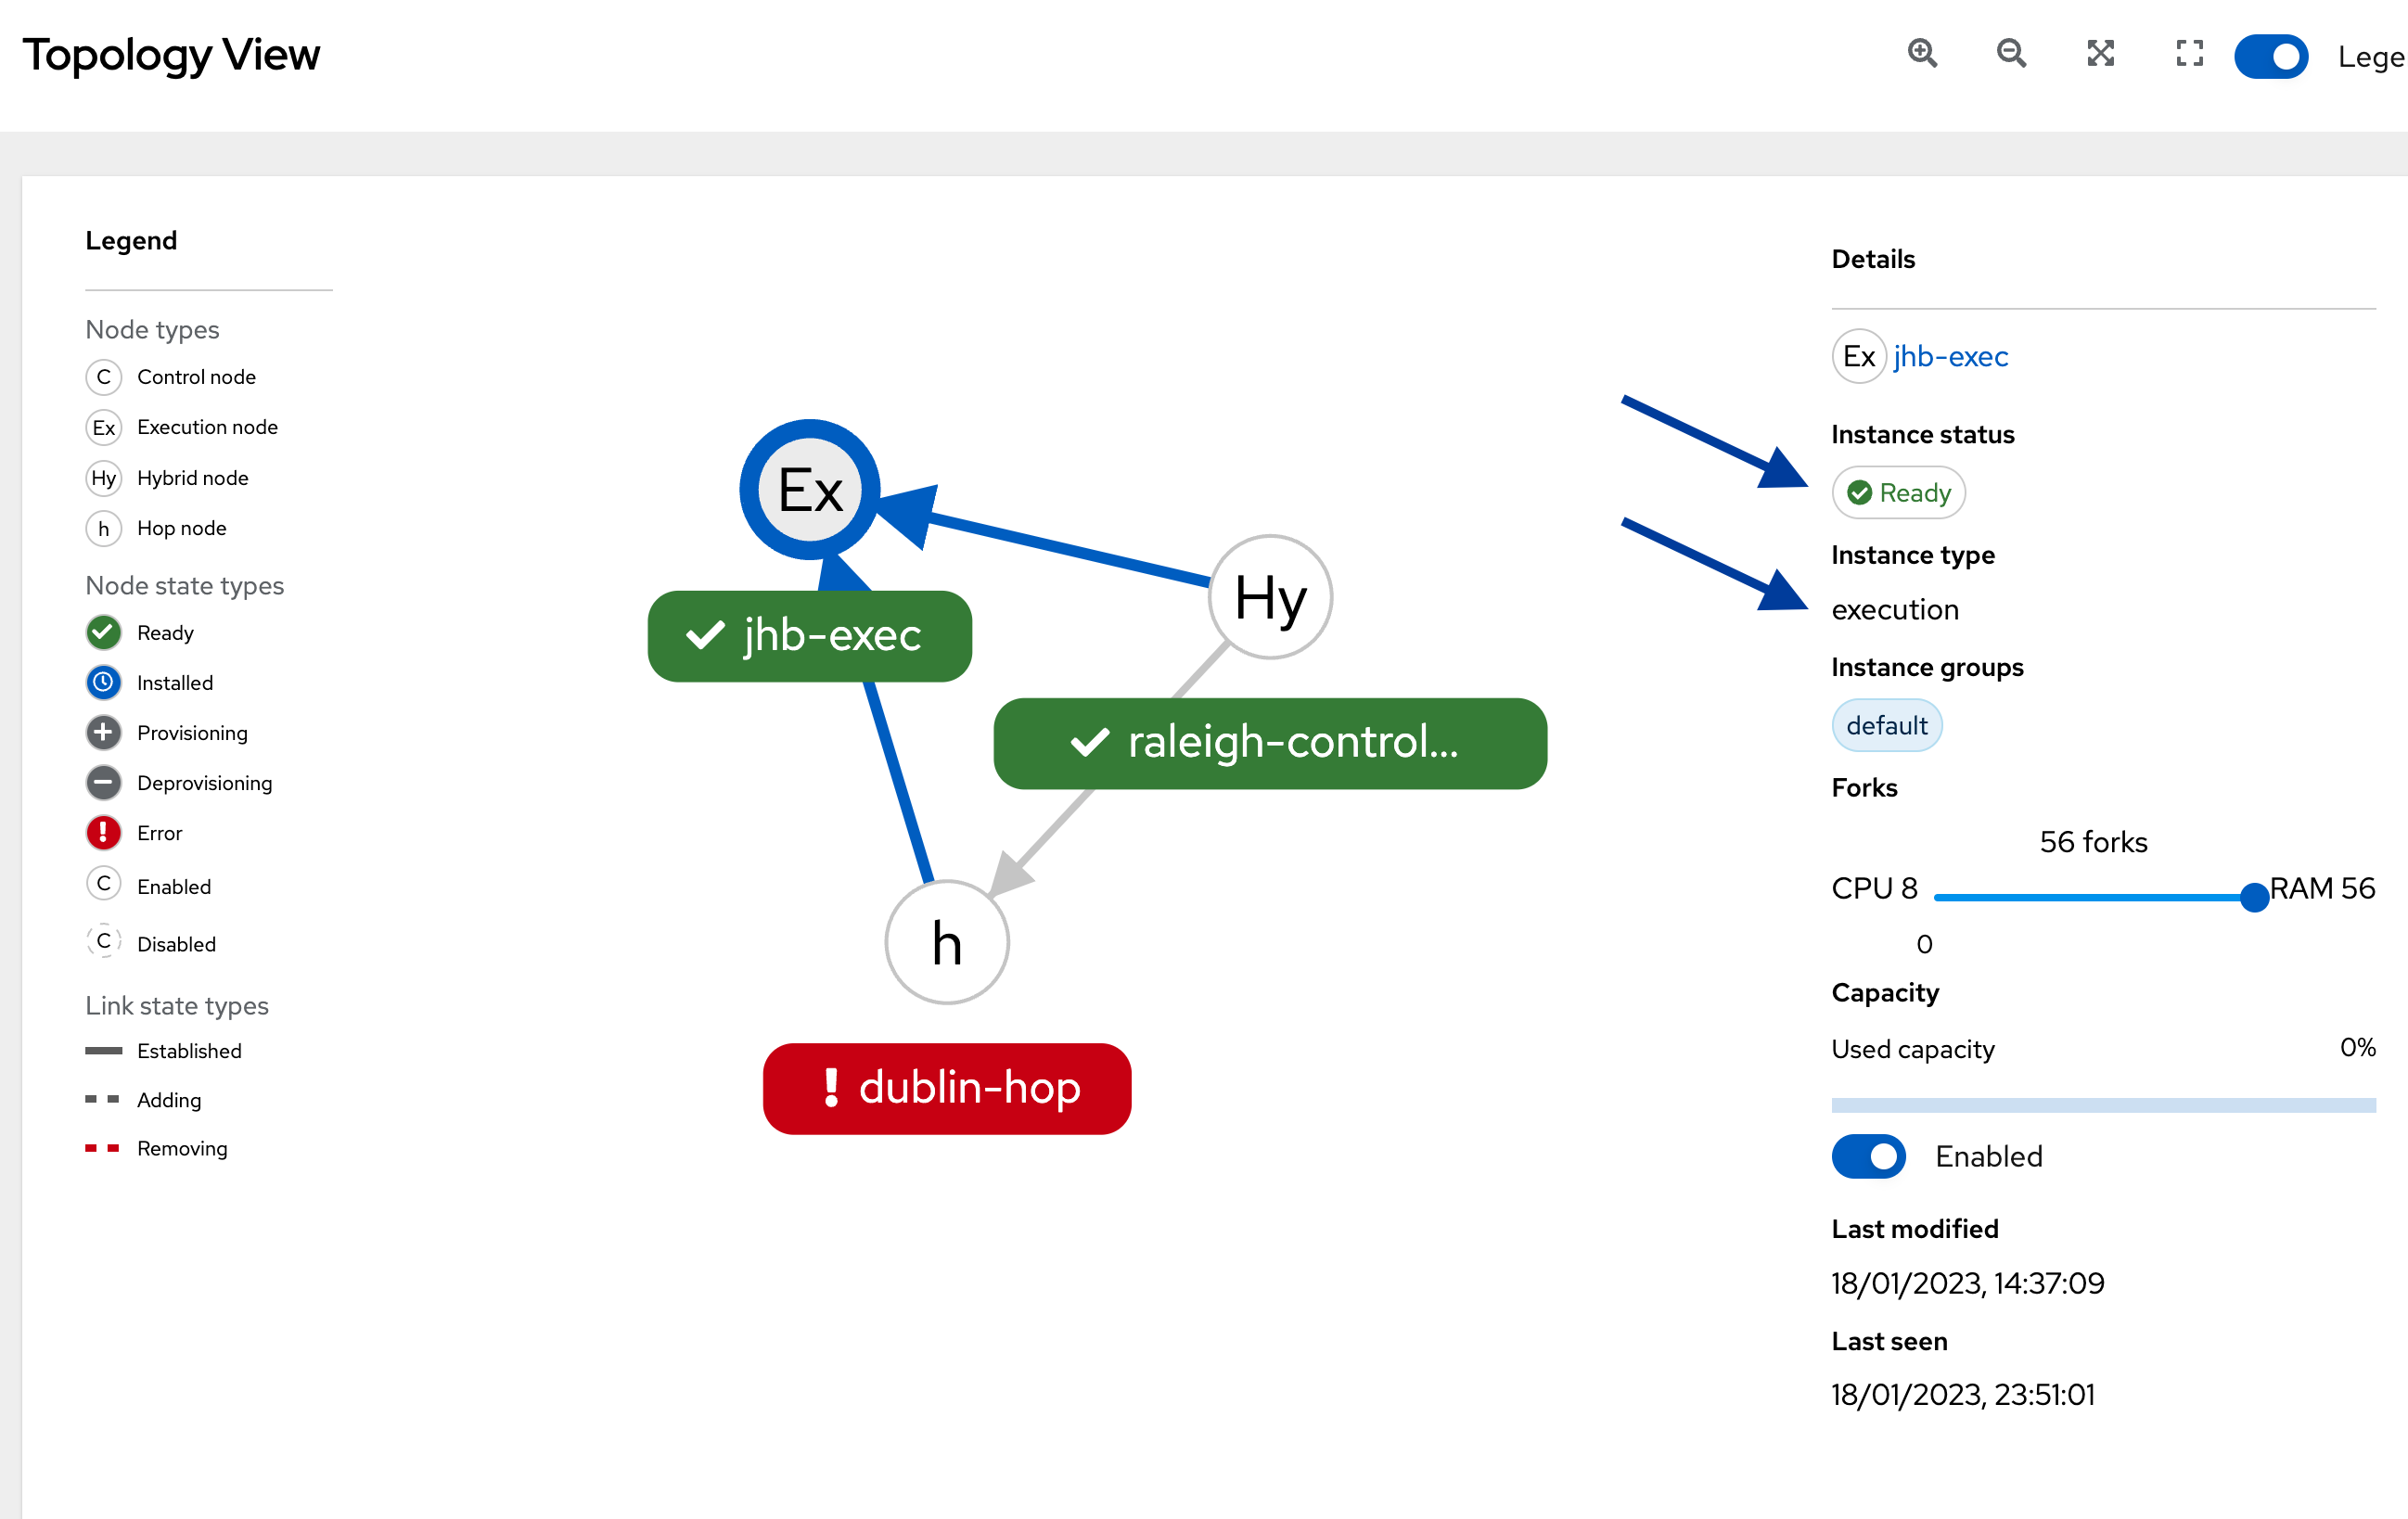 Topology View
Lege
Legend
Node types
C Control node
Ex Execution node
Hy Hybrid node
h Hop node
Node state types
Ready
Installed
Provisioning
Deprovisioning
Error
C Enabled
C Disabled
Link state types
Established
Adding
Removing
Ex
jhb-exec
Hy
raleigh-control...
h
dublin-hop
Details
Ex jhb-exec
Instance status
Ready
Instance type
execution
Instance groups
default
Forks
56 forks
CPU 8 RAM 56
0
Capacity
Used capacity 0%
Enabled
Last modified
18/01/2023, 14:37:09
Last seen
18/01/2023, 23:51:01